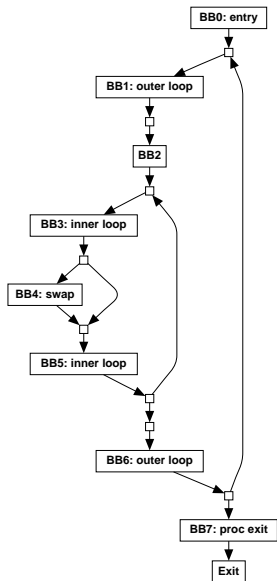 BB0: entry
BB1: outer loop
BB2
BB3: inner loop
BB4: swap
BB5: inner loop
BB6: outer loop
BB7: proc exit
Exit